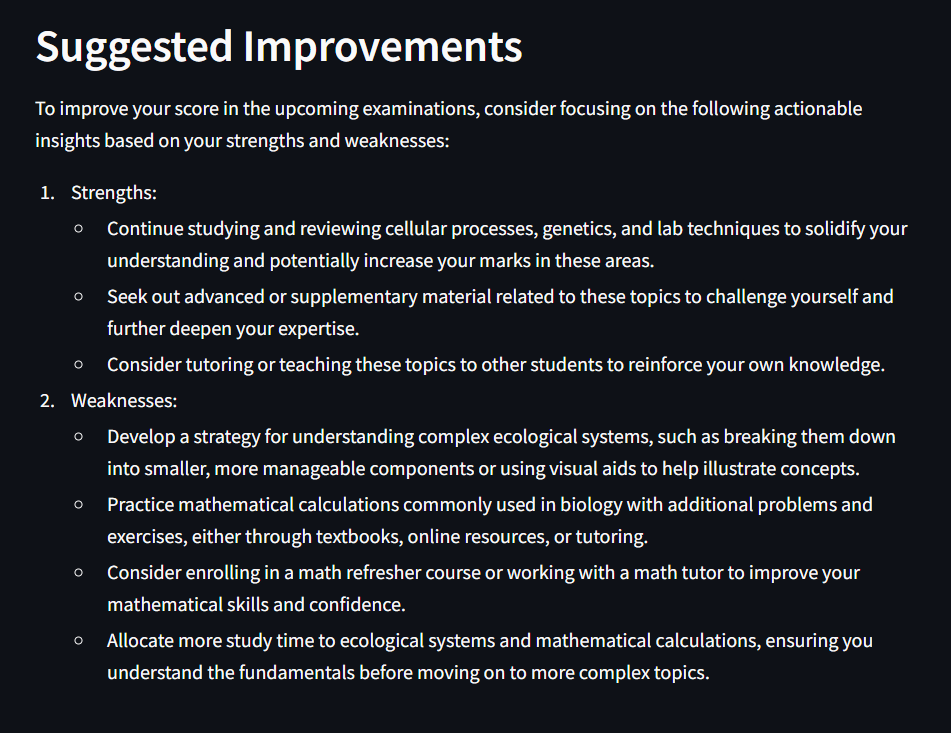 Suggested Improvements
To improve your score in the upcoming examinations, consider focusing on the following actionable
insights based on your strengths and weaknesses:
1. Strengths:
○ Continue studying and reviewing cellular processes, genetics, and lab techniques to solidify your
understanding and potentially increase your marks in these areas.
○ Seek out advanced or supplementary material related to these topics to challenge yourself and
further deepen your expertise.
○ Consider tutoring or teaching these topics to other students to reinforce your own knowledge.
2. Weaknesses:
○ Develop a strategy for understanding complex ecological systems, such as breaking them down
into smaller, more manageable components or using visual aids to help illustrate concepts.
○ Practice mathematical calculations commonly used in biology with additional problems and
exercises, either through textbooks, online resources, or tutoring.
○ Consider enrolling in a math refresher course or working with a math tutor to improve your
mathematical skills and confidence.
○ Allocate more study time to ecological systems and mathematical calculations, ensuring you
understand the fundamentals before moving on to more complex topics.